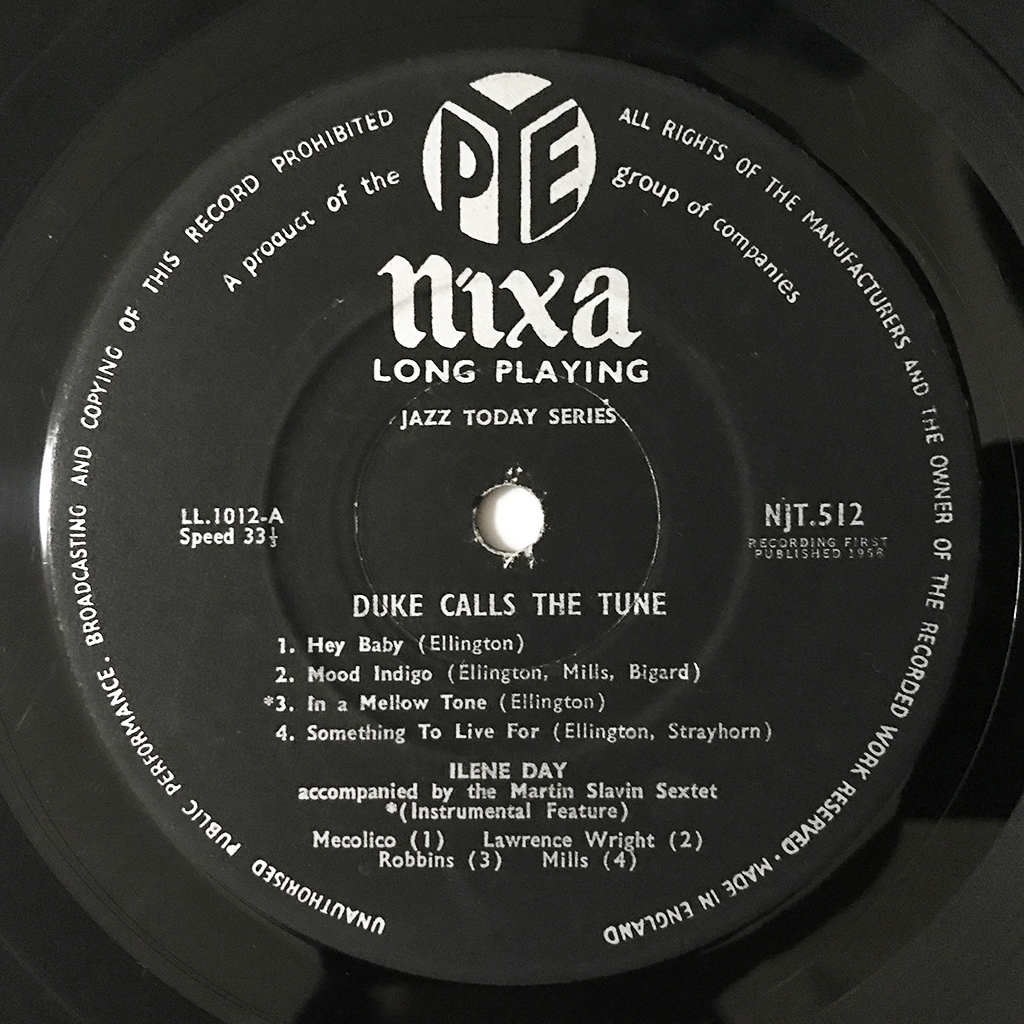 UNAUTHORISED PUBLIC PERFORMANCE. BROADCASTING AND COPYING OF THIS RECORD PROHIBITED
ALL RIGHTS OF THE MANUFACTURERS AND THE OWNER OF THE RECORDED WORK RESERVED · MADE IN ENGLAND
A product of the
PYE
group of companies
nixa
LONG PLAYING
JAZZ TODAY SERIES
LL.1012-A
Speed 33⅓
NJT.512
RECORDING FIRST
PUBLISHED 1958
DUKE CALLS THE TUNE
1. Hey Baby (Ellington)
2. Mood Indigo (Ellington, Mills, Bigard)
*3. In a Mellow Tone (Ellington)
4. Something To Live For (Ellington, Strayhorn)
ILENE DAY
accompanied by the Martin Slavin Sextet
*(Instrumental Feature)
Mecolico (1) Lawrence Wright (2)
Robbins (3) Mills (4)